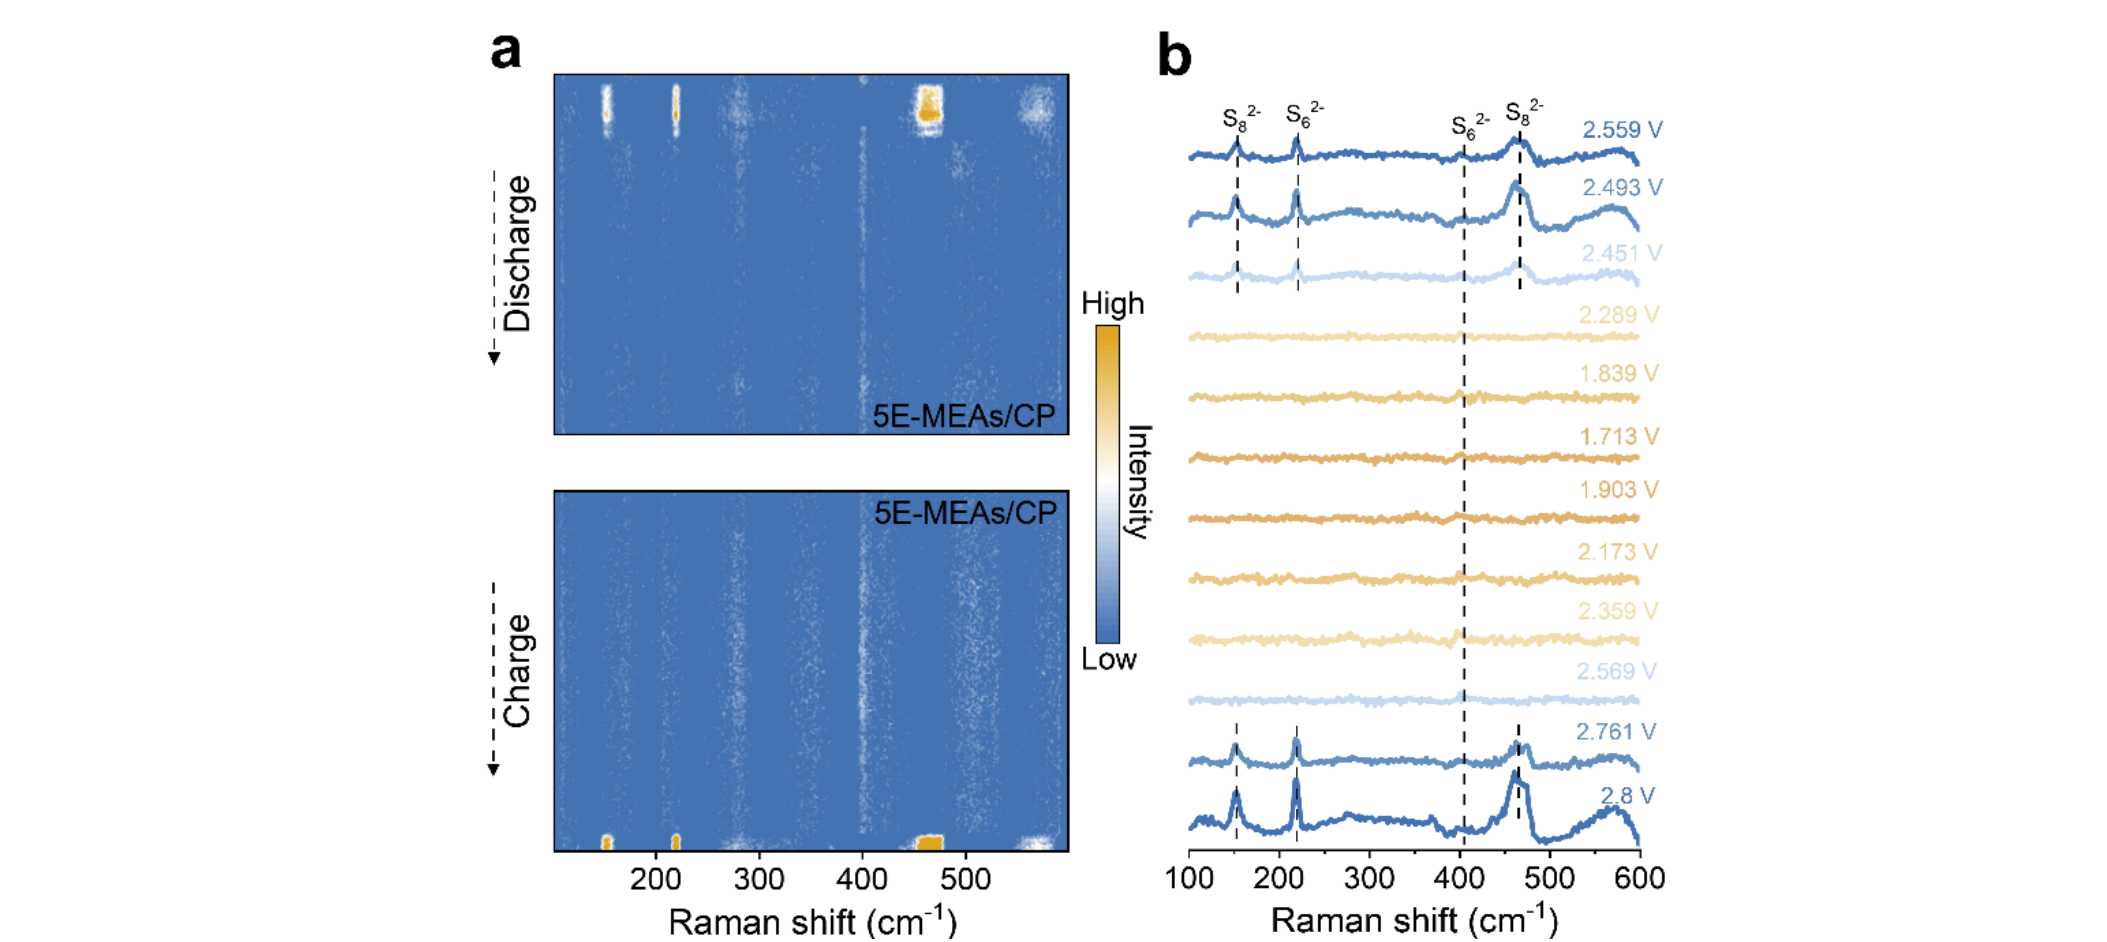 a
Discharge
5E-MEAs/CP
5E-MEAs/CP
Charge
200 300 400 500
Raman shift (cm⁻¹)
High
Intensity
Low
b
S₈²⁻ S₆²⁻ S₆²⁻ S₈²⁻
2.559 V
2.493 V
2.451 V
2.289 V
1.839 V
1.713 V
1.903 V
2.173 V
2.359 V
2.569 V
2.761 V
2.8 V
100 200 300 400 500 600
Raman shift (cm⁻¹)